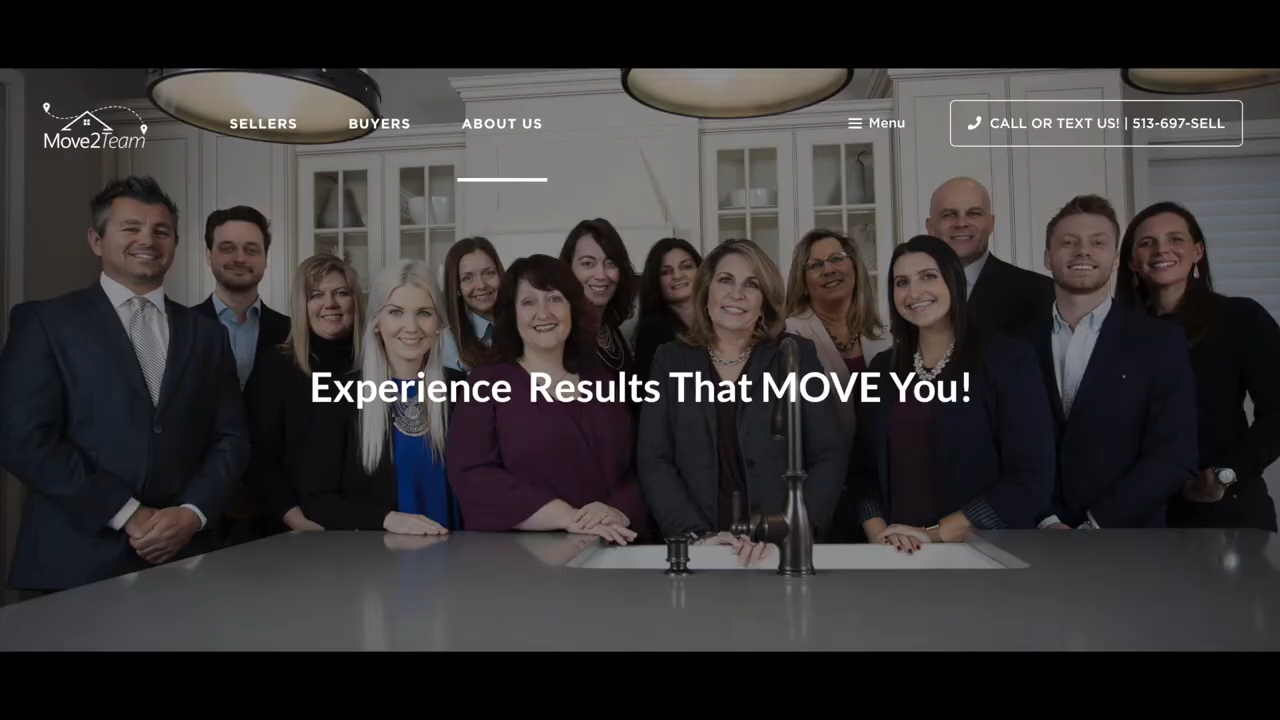 Move2Team
SELLERS
BUYERS
ABOUT US
Menu
CALL OR TEXT US! | 513-697-SELL
Experience Results That MOVE You!